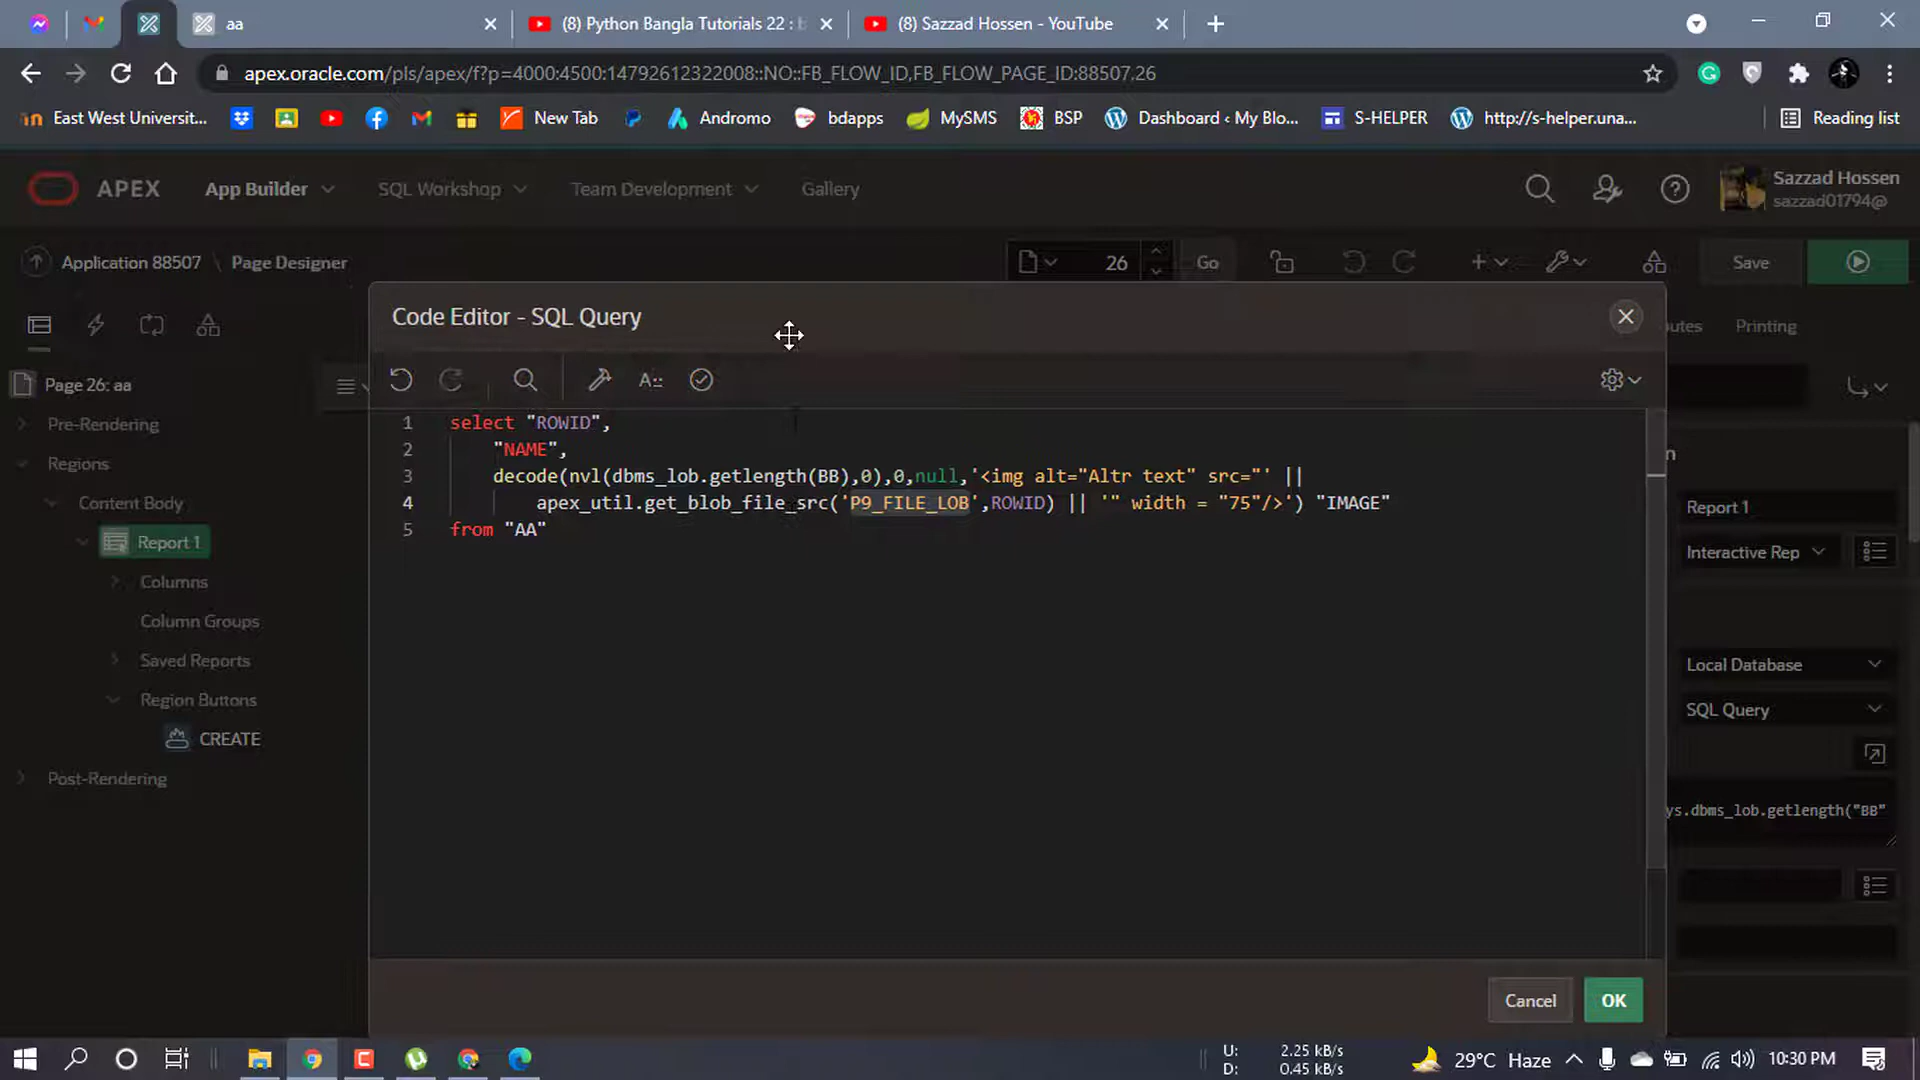 aa
(8) Python Bangla Tutorials 22 : b
(8) Sazzad Hossen - YouTube
apex.oracle.com/pls/apex/f?p=4000:4500:14792612322008::NO::FB_FLOW_ID,FB_FLOW_PAGE_ID:88507.26
East West Universit...
New Tab
Andromo
bdapps
MySMS
BSP
Dashboard ‹ My Blo...
S-HELPER
http://s-helper.una...
Reading list
APEX
App Builder
SQL Workshop
Team Development
Gallery
Sazzad Hossen
sazzad01794@
Application 88507 \ Page Designer
26
Go
Save
Code Editor - SQL Query
utes
Printing
Page 26: aa
A::
1 select "ROWID",
2 "NAME",
3 decode(nvl(dbms_lob.getlength(BB),0),0,null,'<img alt="Altr text" src="' ||
4 apex_util.get_blob_file_src('P9_FILE_LOB',ROWID) || '" width = "75"/>') "IMAGE"
5 from "AA"
Pre-Rendering
Regions
Content Body
Report 1
Columns
Column Groups
Saved Reports
Region Buttons
CREATE
Post-Rendering
n
Report 1
Interactive Rep
Local Database
SQL Query
ys.dbms_lob.getlength("BB"
Cancel
OK
U: 2.25 kB/s
D: 0.45 kB/s
29°C Haze
10:30 PM